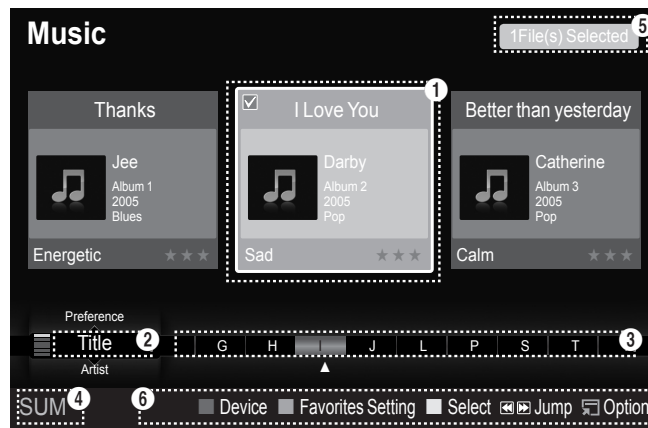 Music
1File(s) Selected
5
1
Thanks
Jee
Album 1
2005
Blues
Energetic
I Love You
Darby
Album 2
2005
Pop
Sad
Better than yesterday
Catherine
Album 3
2005
Pop
Calm
Preference
Title
Artist
2
G H I J L P S T
3
SUM
4
6
Device Favorites Setting Select Jump Option